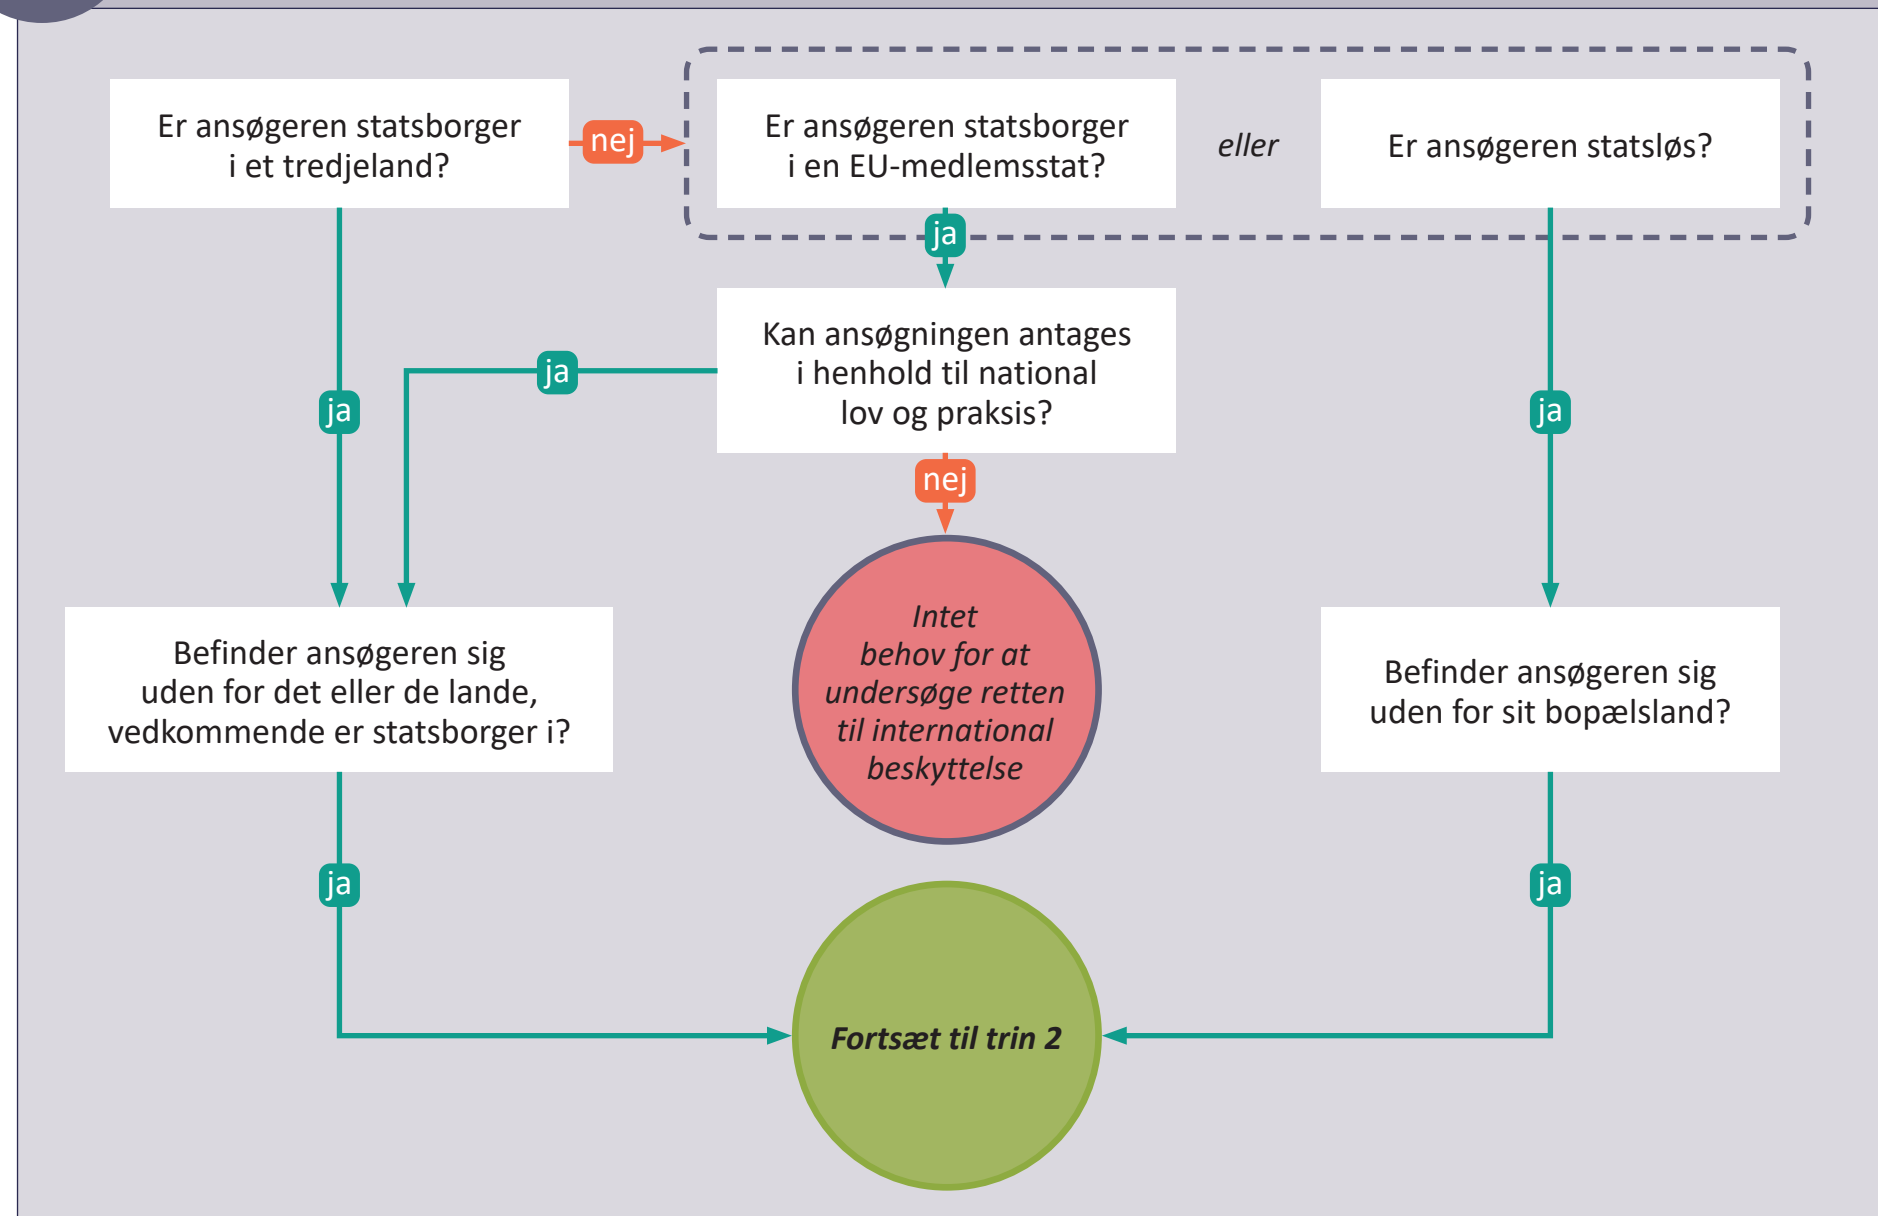 Er ansøgeren statsborger
i et tredjeland?
nej
Er ansøgeren statsborger
i en EU-medlemsstat?
eller
Er ansøgeren statsløs?
ja
Kan ansøgningen antages
i henhold til national
lov og praksis?
ja
ja
ja
nej
Befinder ansøgeren sig
uden for det eller de lande,
vedkommende er statsborger i?
Intet
behov for at
undersøge retten
til international
beskyttelse
Befinder ansøgeren sig
uden for sit bopælsland?
ja
ja
Fortsæt til trin 2